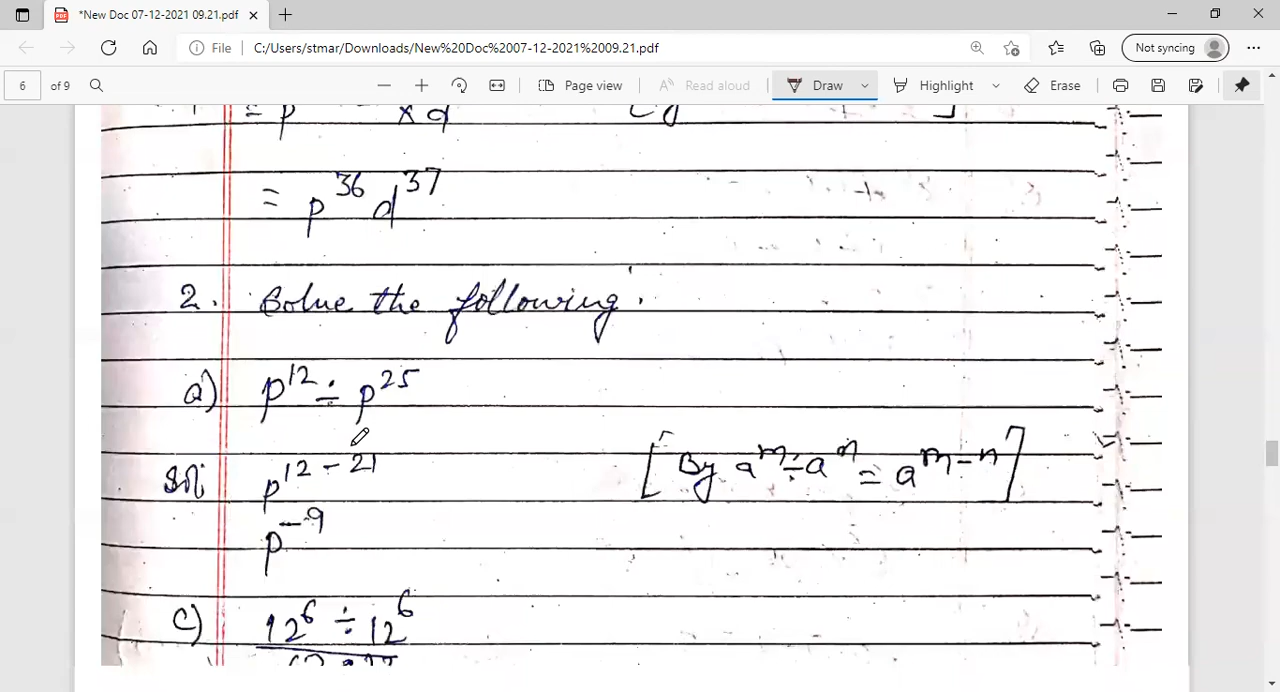 *New Doc 07-12-2021 09.21.pdf
File C:/Users/stmar/Downloads/New%20Doc%2007-12-2021%2009.21.pdf Not syncing
6 of 9 Page view Read aloud Draw Highlight Erase
= p × q
= p³⁶ q³⁷
2. Solve the following.
a) p¹² ÷ p²⁵
Sol p¹²⁻²¹ [By aᵐ ÷ aⁿ = aᵐ⁻ⁿ]
p⁻⁹
c) 12⁶ ÷ 12⁶